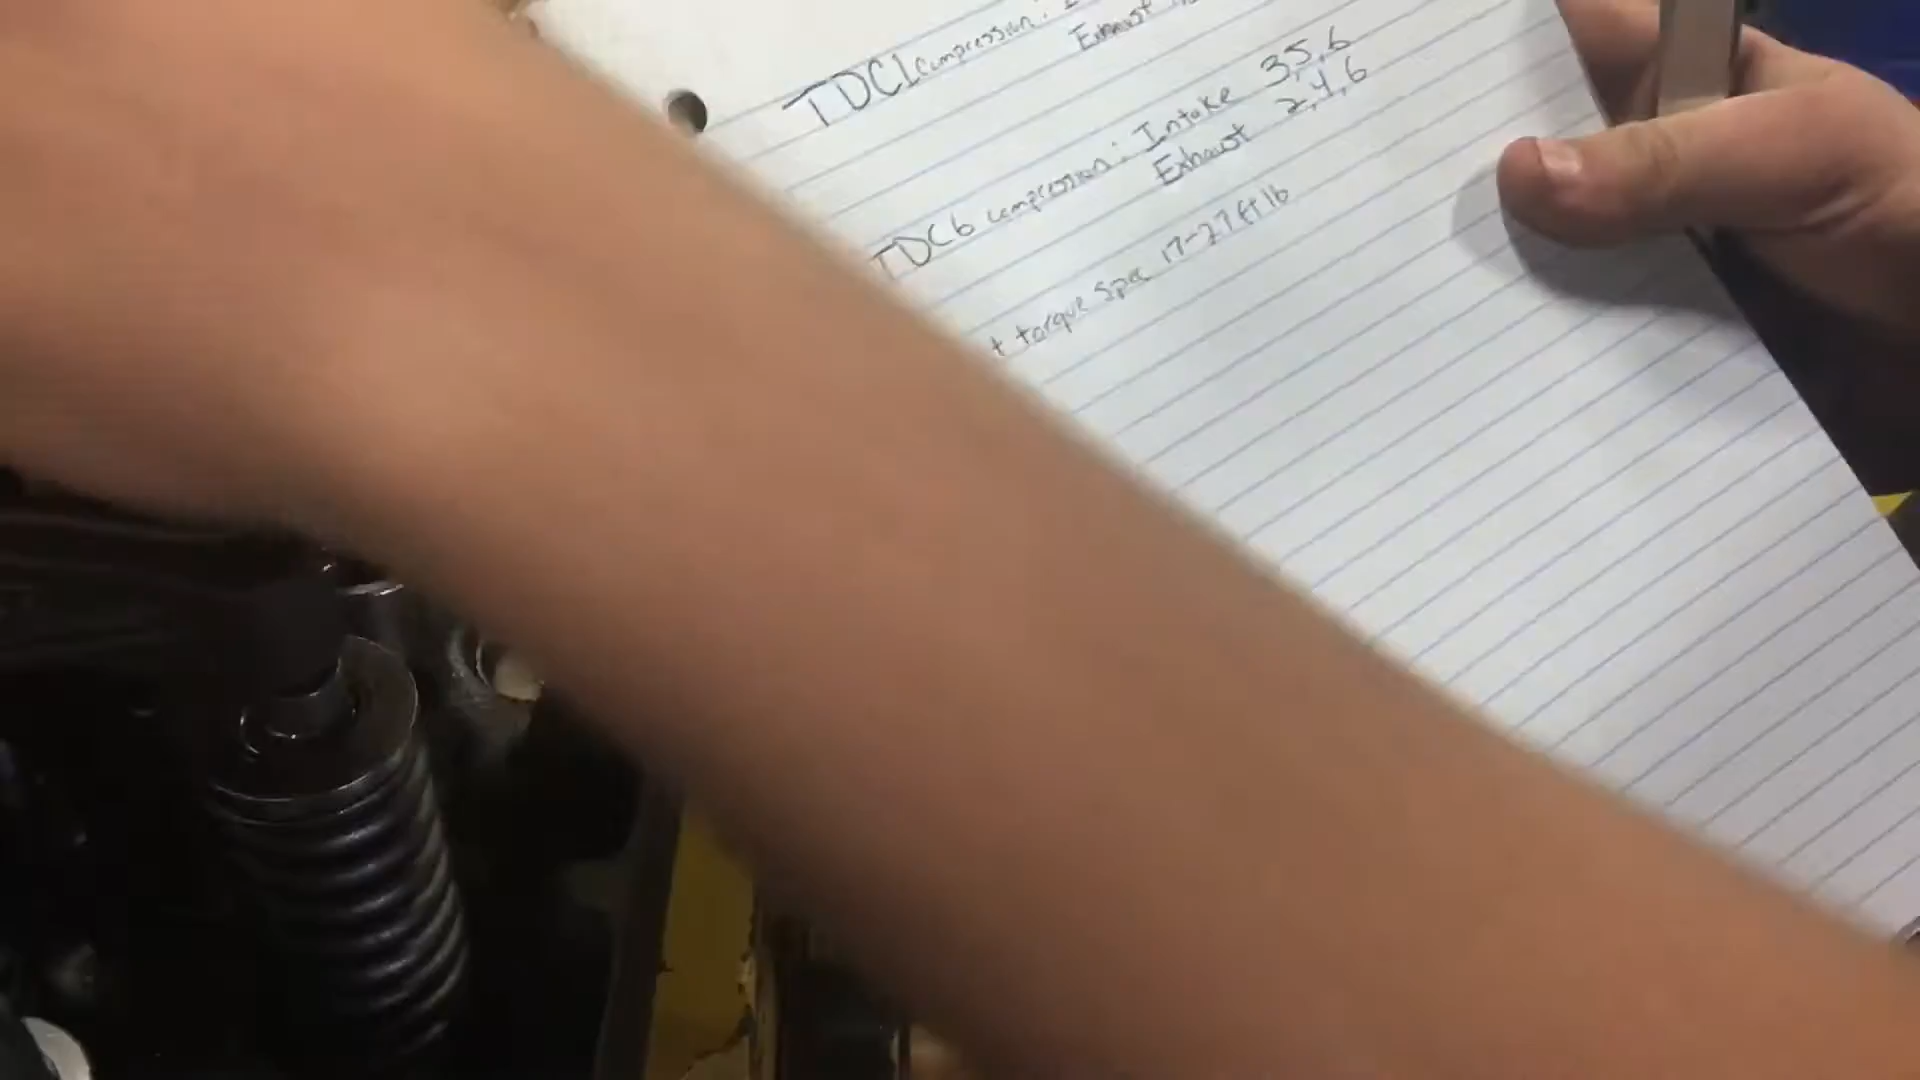 TDC1 Compression:
Exhaust
TDC6 compression: Intake 3,5,6
Exhaust 2,4,6
t torque spec 17-27 ft lb